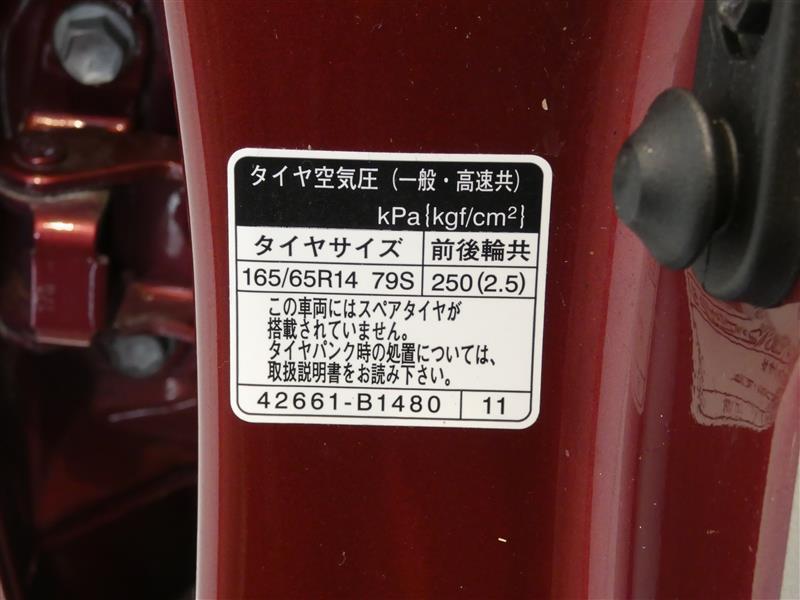 タイヤ空気圧（一般・高速共）
kPa{kgf/cm²}
タイヤサイズ 前後輪共
165/65R14 79S 250(2.5)
この車両にはスペアタイヤが
搭載されていません。
タイヤパンク時の処置については、
取扱説明書をお読み下さい。
42661-B1480 11